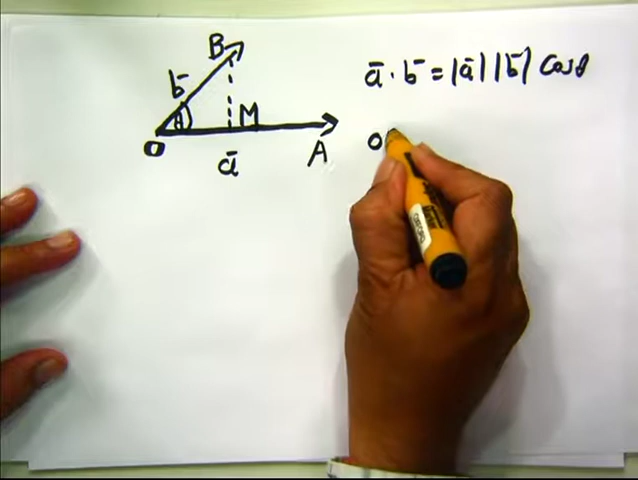 B
b̄
ā · b̄ = |ā| |b̄| Cosθ
θ M
O ā A
O